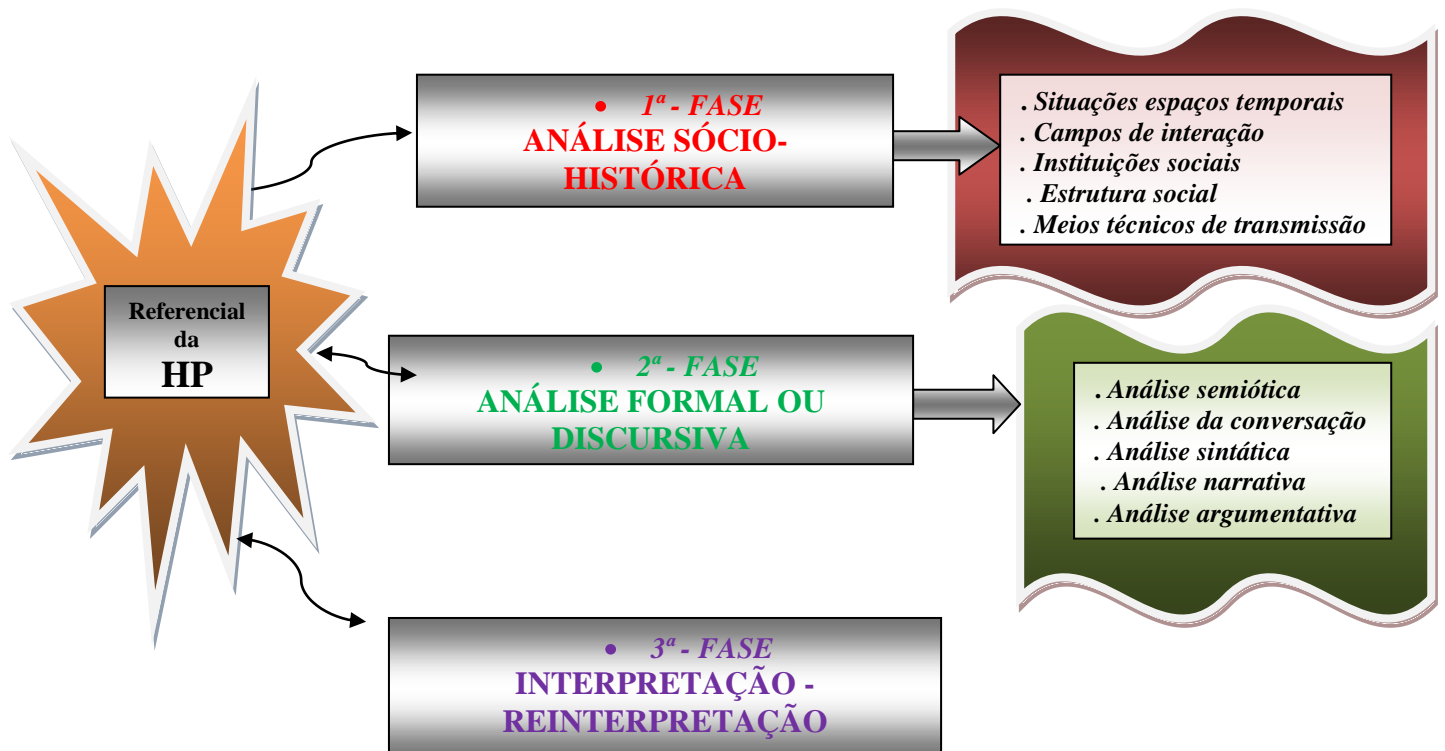 Referencial
da
HP
• 1ª - FASE
ANÁLISE SÓCIO-
HISTÓRICA
. Situações espaços temporais
. Campos de interação
. Instituições sociais
. Estrutura social
. Meios técnicos de transmissão
• 2ª - FASE
ANÁLISE FORMAL OU
DISCURSIVA
. Análise semiótica
. Análise da conversação
. Análise sintática
. Análise narrativa
. Análise argumentativa
• 3ª - FASE
INTERPRETAÇÃO -
REINTERPRETAÇÃO